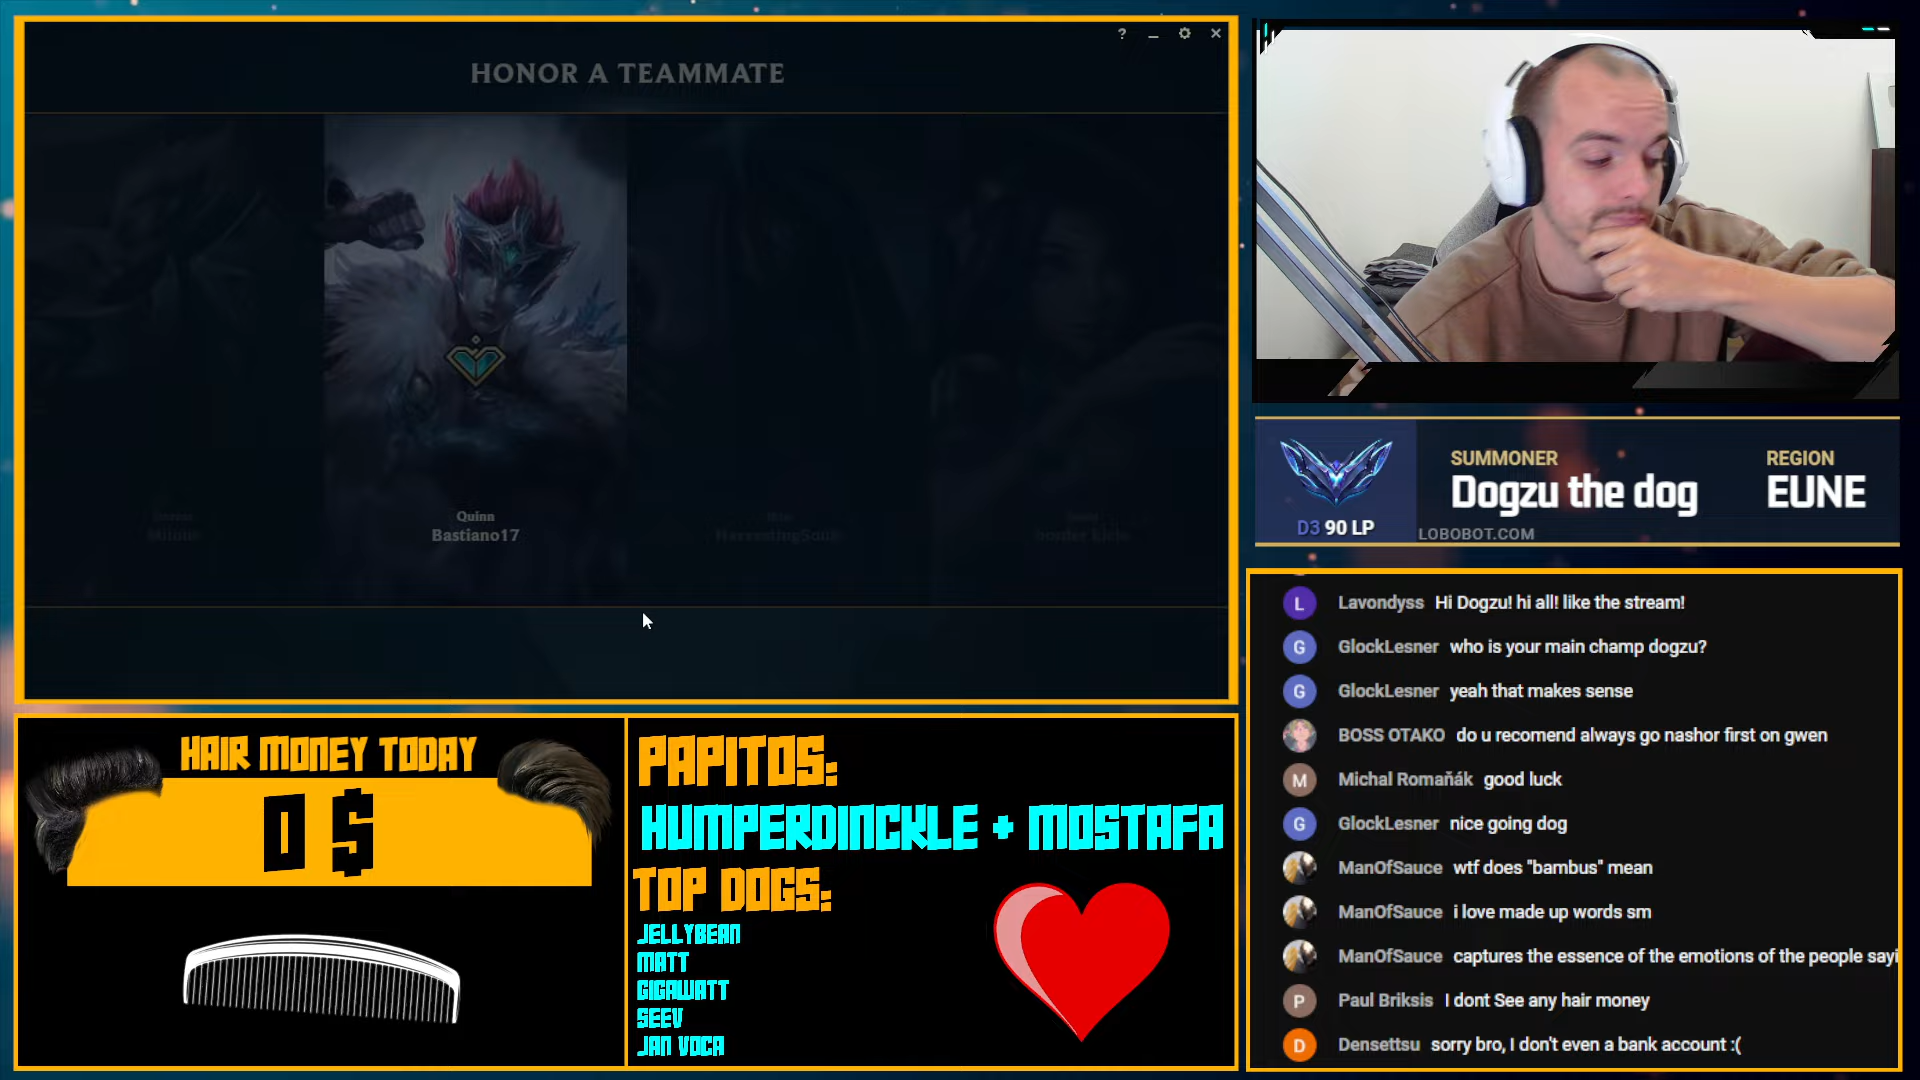 HONOR A TEAMMATE
Quinn
Bastiano17
SUMMONER
Dogzu the dog
REGION
EUNE
D3 90 LP
LOBOBOT.COM
Lavondyss Hi Dogzu! hi all! like the stream!
GlockLesner who is your main champ dogzu?
GlockLesner yeah that makes sense
BOSS OTAKO do u recomend always go nashor first on gwen
Michal Romaňák good luck
GlockLesner nice going dog
ManOfSauce wtf does "bambus" mean
ManOfSauce i love made up words sm
ManOfSauce captures the essence of the emotions of the people sayi
Paul Briksis I dont See any hair money
Densettsu sorry bro, I don't even a bank account :(
HAIR MONEY TODAY
0 $
PAPITOS:
HUMPERDINCKLE + MOSTAFA
TOP DOGS:
JELLYBEAN
MATT
GIGAWATT
SEEV
JAN VOCA